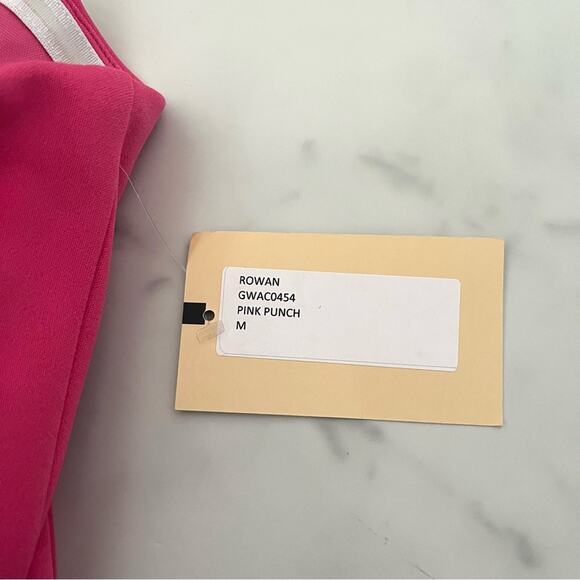 ROWAN
GWAC0454
PINK PUNCH
M